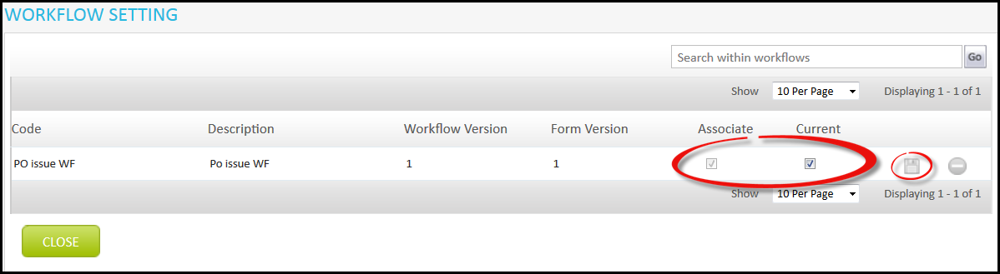 WORKFLOW SETTING
Search within workflows Go
Show 10 Per Page Displaying 1 - 1 of 1
Code Description Workflow Version Form Version Associate Current
PO issue WF Po issue WF 1 1
Show 10 Per Page Displaying 1 - 1 of 1
CLOSE